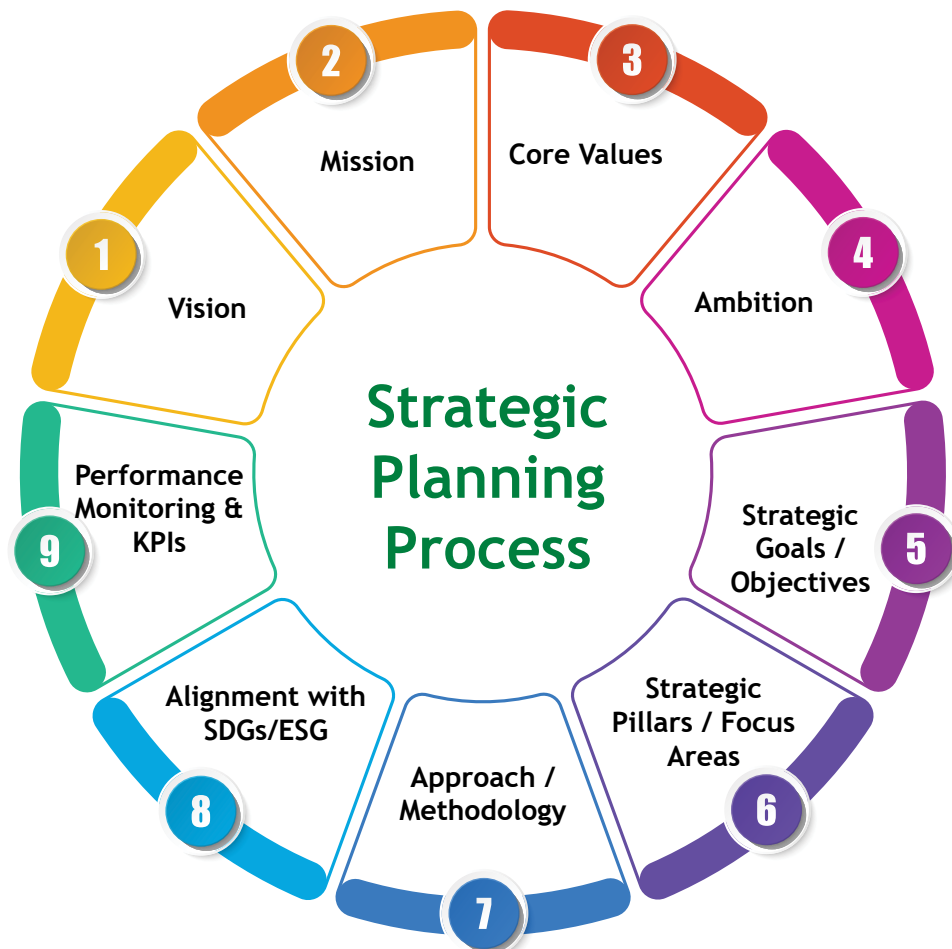 Strategic
Planning
Process
1
Vision
2
Mission
3
Core Values
4
Ambition
5
Strategic
Goals /
Objectives
6
Strategic
Pillars / Focus
Areas
7
Approach /
Methodology
8
Alignment with
SDGs/ESG
9
Performance
Monitoring &
KPIs